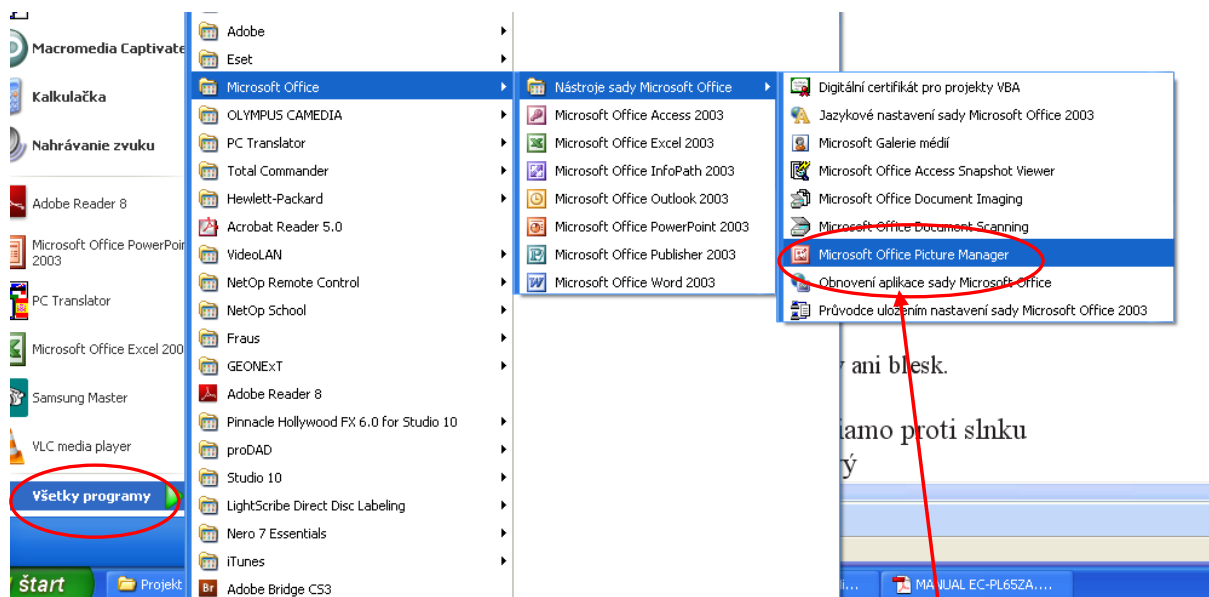 Macromedia Captivate
Kalkulačka
Nahrávanie zvuku
Adobe Reader 8
Microsoft Office PowerPoin
2003
PC Translator
Microsoft Office Excel 200
Samsung Master
VLC media player
Všetky programy
štart
Projekt
Adobe
Eset
Microsoft Office
OLYMPUS CAMEDIA
PC Translator
Total Commander
Hewlett-Packard
Acrobat Reader 5.0
VideoLAN
NetOp Remote Control
NetOp School
Fraus
GEONExT
Adobe Reader 8
Pinnacle Hollywood FX 6.0 for Studio 10
proDAD
Studio 10
LightScribe Direct Disc Labeling
Nero 7 Essentials
iTunes
Br Adobe Bridge CS3
Nástroje sady Microsoft Office
Microsoft Office Access 2003
Microsoft Office Excel 2003
Microsoft Office InfoPath 2003
Microsoft Office Outlook 2003
Microsoft Office PowerPoint 2003
Microsoft Office Publisher 2003
Microsoft Office Word 2003
Digitální certifikát pro projekty VBA
Jazykové nastavení sady Microsoft Office 2003
Microsoft Galerie médií
Microsoft Office Access Snapshot Viewer
Microsoft Office Document Imaging
Microsoft Office Document Scanning
Microsoft Office Picture Manager
Obnovení aplikace sady Microsoft Office
Průvodce uložením nastavení sady Microsoft Office 2003
ani blesk.
iamo proti slnku
ý
MANUAL EC-PL65ZA....